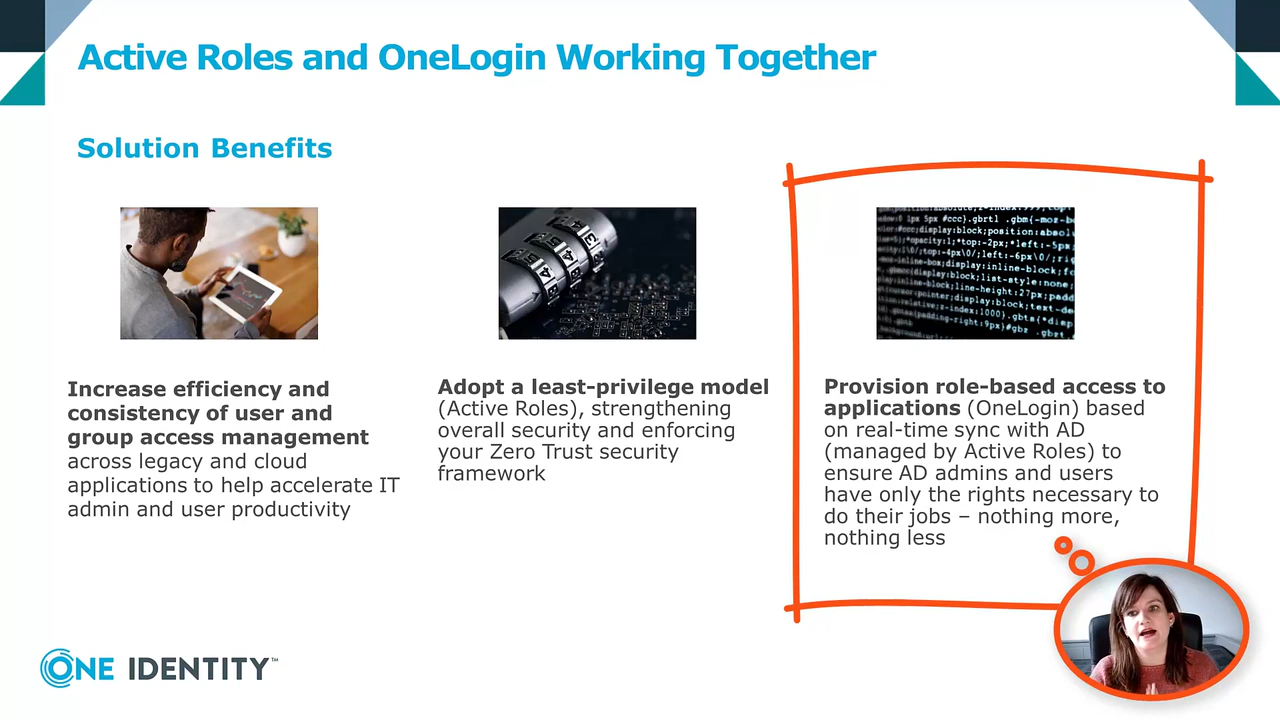 Active Roles and OneLogin Working Together
Solution Benefits
Increase efficiency and
consistency of user and
group access management
across legacy and cloud
applications to help accelerate IT
admin and user productivity
Adopt a least-privilege model
(Active Roles), strengthening
overall security and enforcing
your Zero Trust security
framework
Provision role-based access to
applications (OneLogin) based
on real-time sync with AD
(managed by Active Roles) to
ensure AD admins and users
have only the rights necessary to
do their jobs – nothing more,
nothing less
ONE IDENTITY™